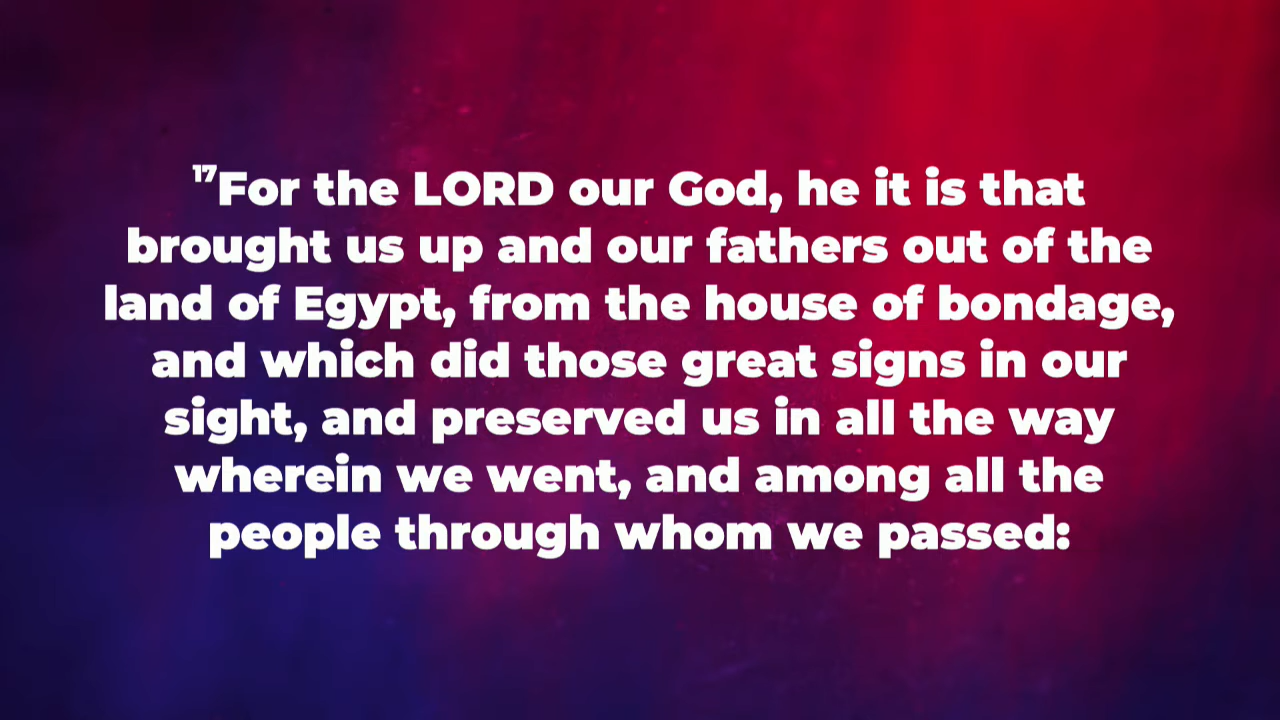 17For the LORD our God, he it is that
brought us up and our fathers out of the
land of Egypt, from the house of bondage,
and which did those great signs in our
sight, and preserved us in all the way
wherein we went, and among all the
people through whom we passed: